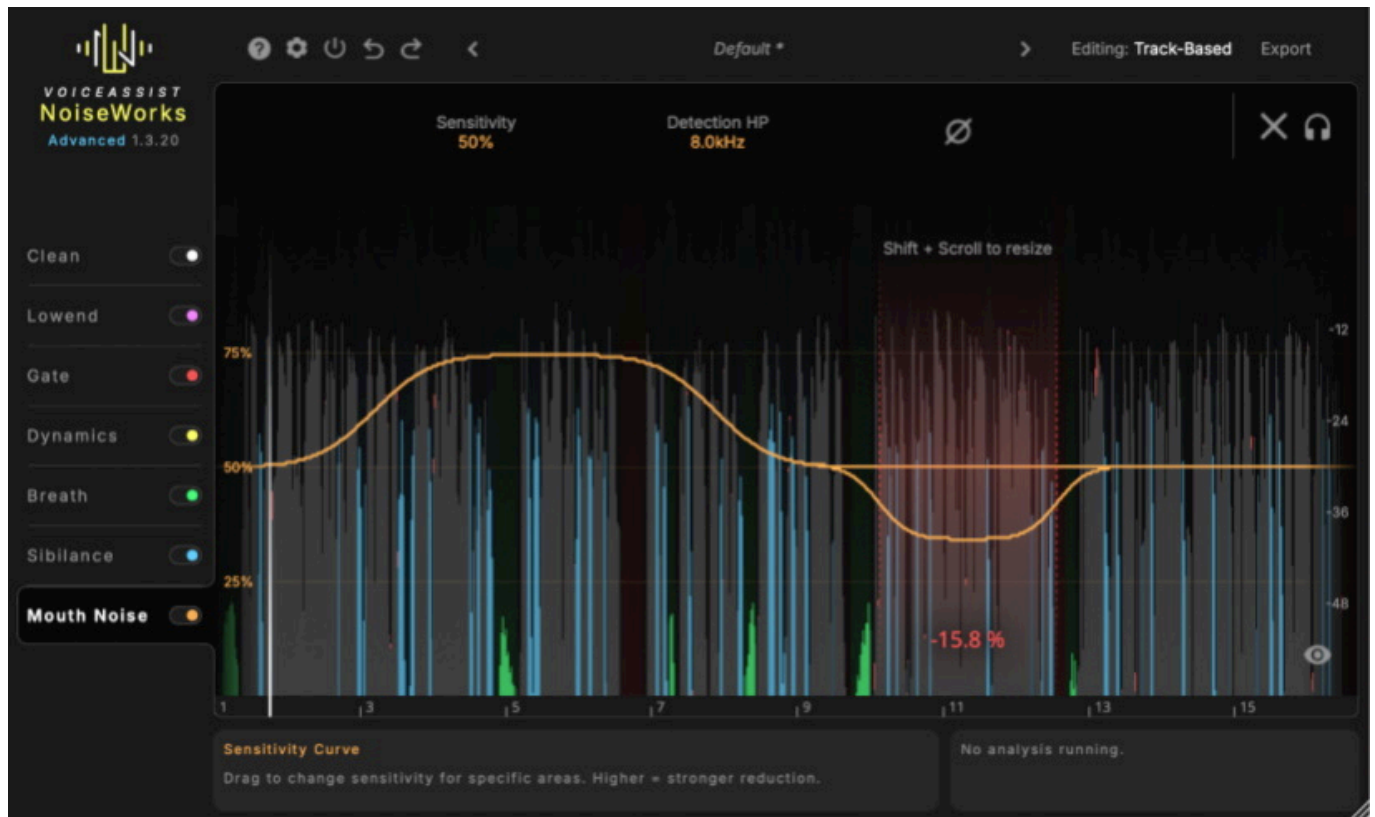 Default *
Editing: Track-Based
Export
VOICEASSIST
NoiseWorks
Advanced 1.3.20
Sensitivity
50%
Detection HP
8.0kHz
Clean
Lowend
Gate
Dynamics
Breath
Sibilance
Mouth Noise
Shift + Scroll to resize
75%
50%
25%
-12
-24
-36
-48
-15.8 %
1 3 5 7 9 11 13 15
Sensitivity Curve
Drag to change sensitivity for specific areas. Higher = stronger reduction.
No analysis running.